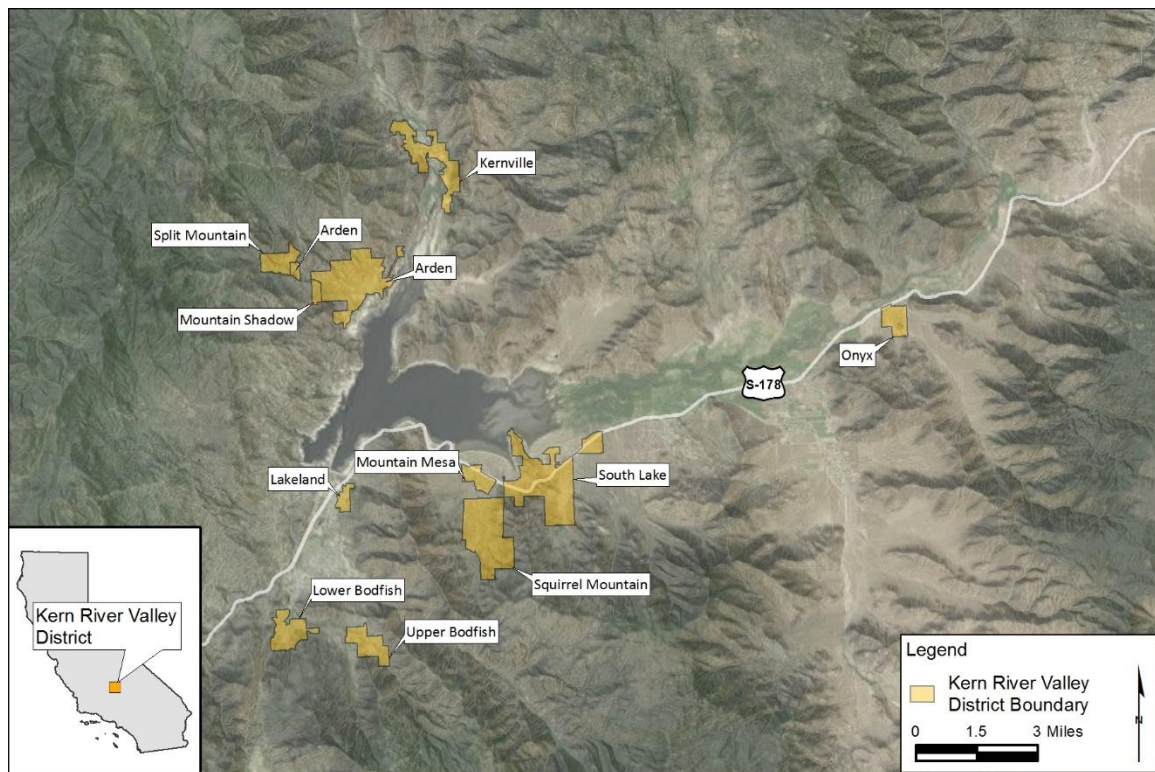 Kernville
Split Mountain
Arden
Arden
Mountain Shadow
Onyx
S-178
Mountain Mesa
Lakeland
South Lake
Squirrel Mountain
Lower Bodfish
Upper Bodfish
Kern River Valley
District
Legend
Kern River Valley
District Boundary
0 1.5 3 Miles
N